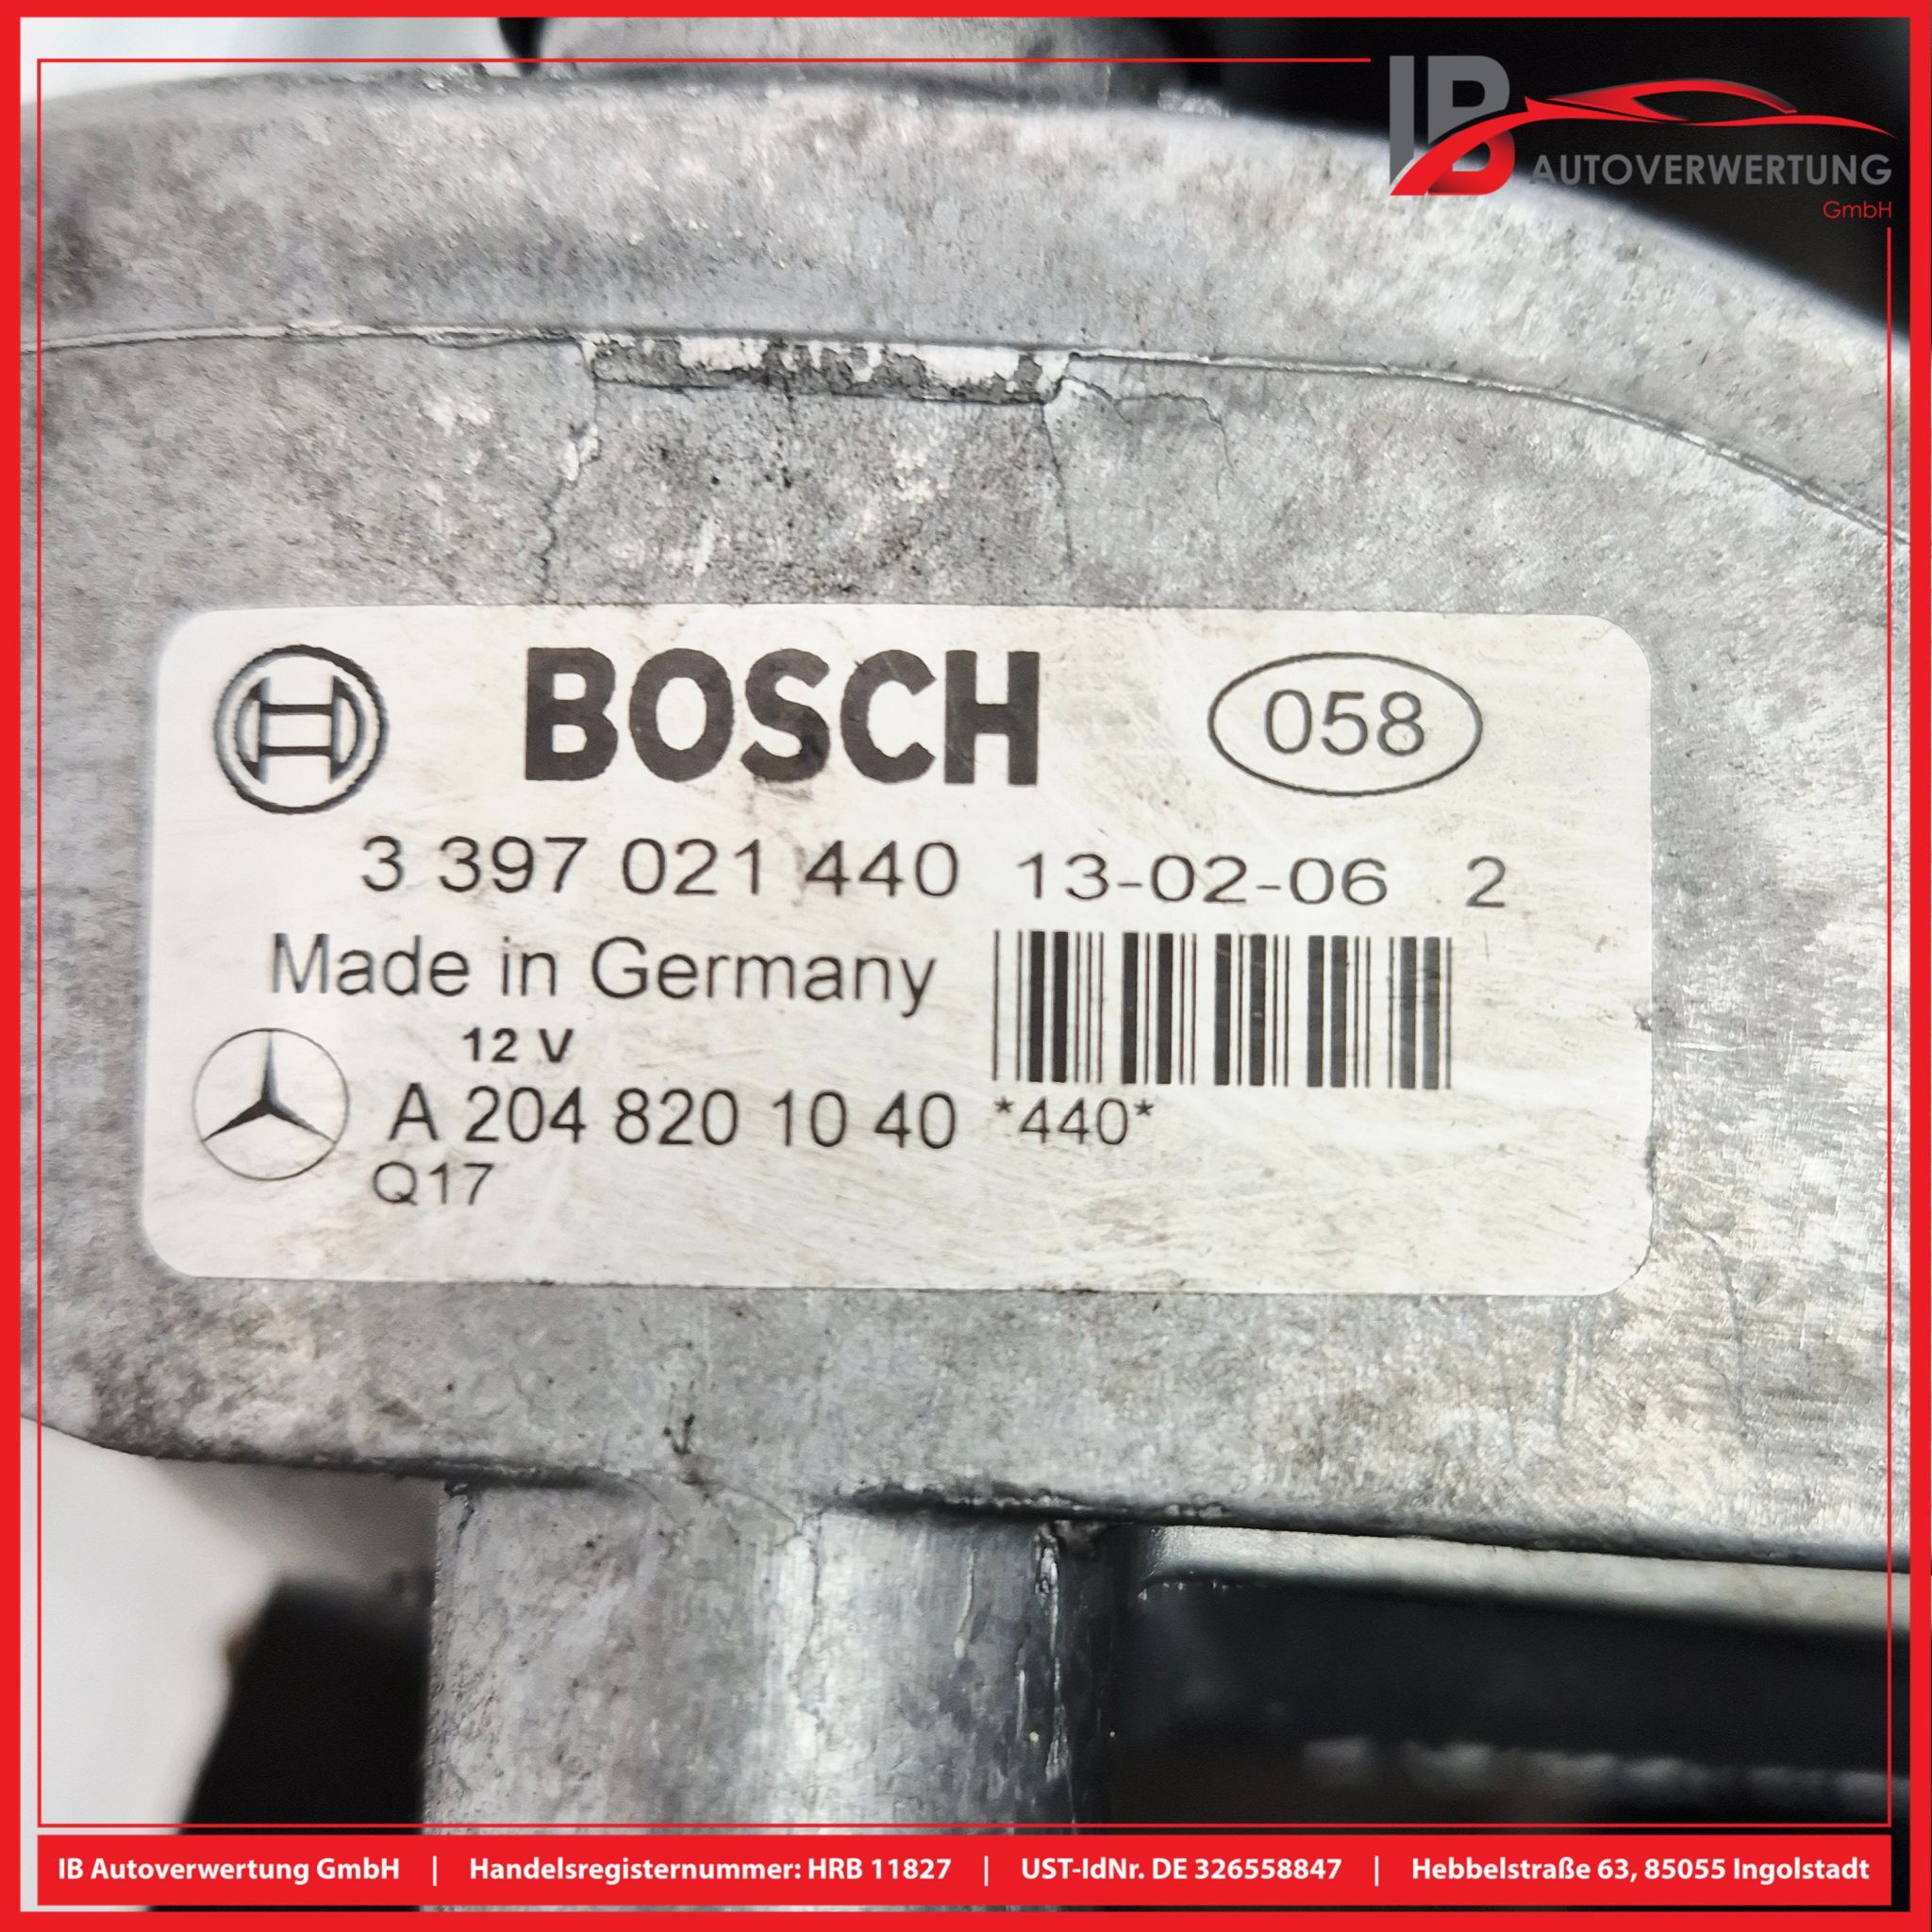 IB
AUTOVERWERTUNG
GmbH
BOSCH
058
3 397 021 440 13-02-06 2
Made in Germany
12 V
A 204 820 10 40 *440*
Q17
IB Autoverwertung GmbH | Handelsregisternummer: HRB 11827 | UST-IdNr. DE 326558847 | Hebbelstraße 63, 85055 Ingolstadt